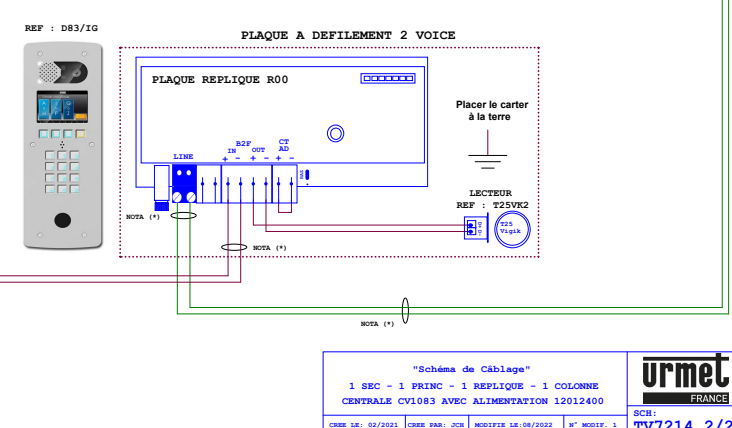 REF : D83/IG
PLAQUE A DEFILEMENT 2 VOICE
PLAQUE REPLIQUE R00
Placer le carter
à la terre
B2F
IN
OUT
CT
AD
LINE
+ - + - + -
LECTEUR
REF : T25VK2
T25
Vigik
NOTA (*)
NOTA (*)
NOTA (*)
"Schéma de Câblage"
1 SEC - 1 PRINC - 1 REPLIQUE - 1 COLONNE
CENTRALE CV1083 AVEC ALIMENTATION 12012400
urmet
FRANCE
SCH:
TV7214 2/2
CREE LE: 02/2021
CREE PAR: JCH
MODIFIE LE:08/2022
N° MODIF. 1